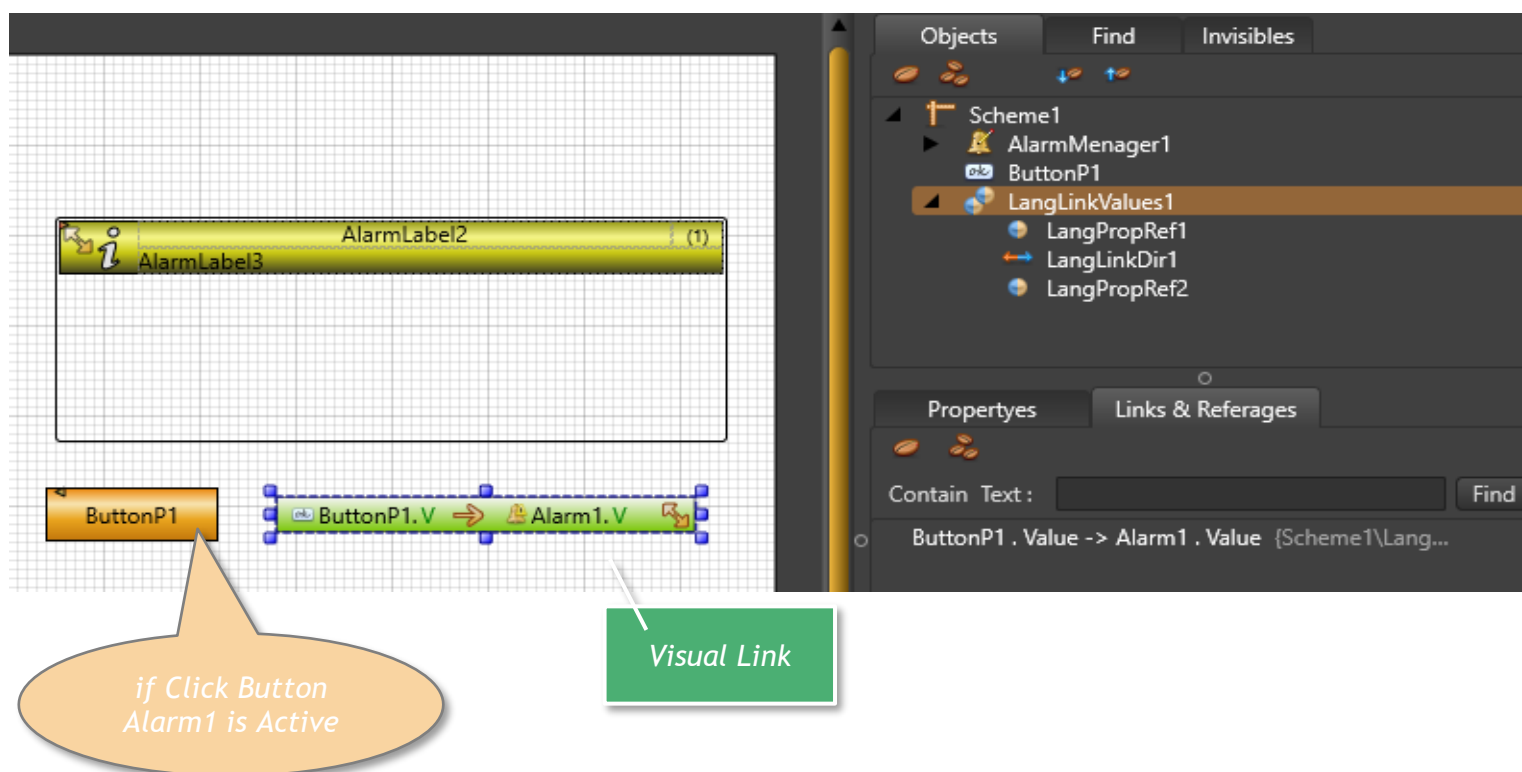 Objects Find Invisibles
Scheme1
AlarmMenager1
ButtonP1
LangLinkValues1
LangPropRef1
LangLinkDir1
LangPropRef2
AlarmLabel2 (1)
AlarmLabel3
Propertyes Links & Referages
Contain Text : Find
ButtonP1 . Value -> Alarm1 . Value {Scheme1\Lang...
ButtonP1
ok ButtonP1.V Alarm1.V
if Click Button
Alarm1 is Active
Visual Link